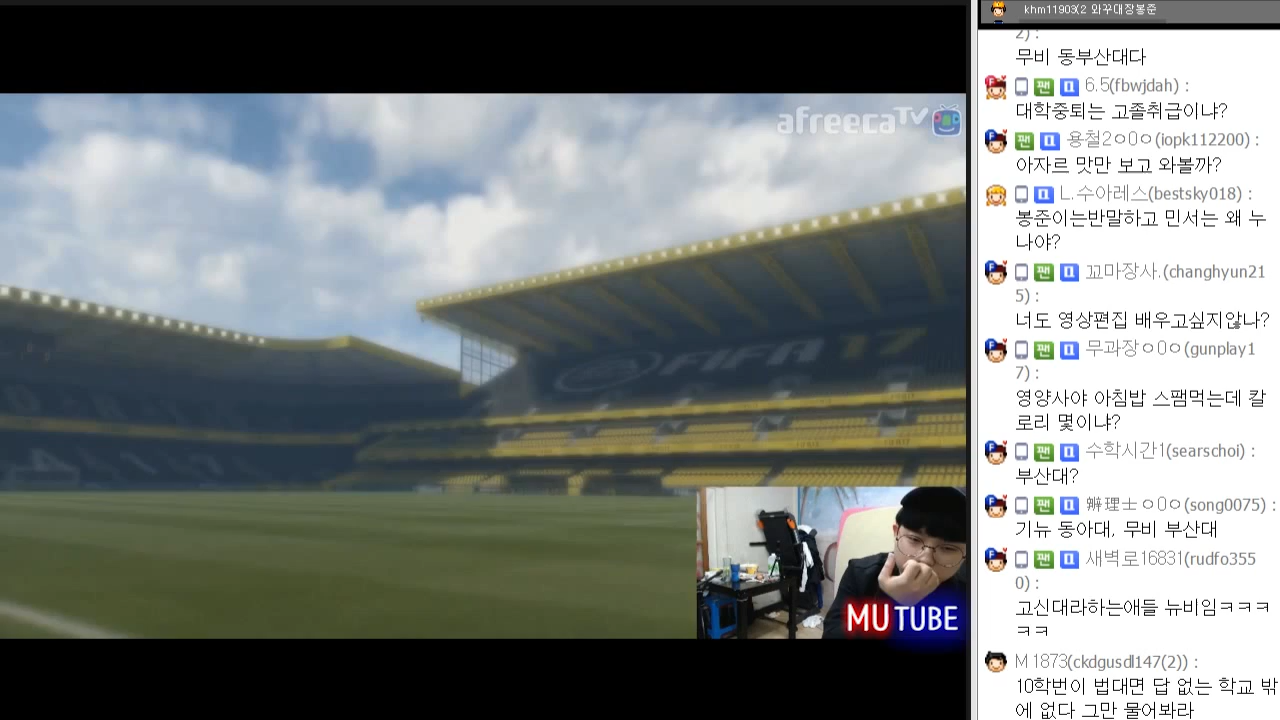 afreecaTV
FIFA 17
MUTUBE
khm11903(2 와꾸대장봉준
2) :
무비 동부산대다
6.5(fbwjdah) :
대학중퇴는 고졸취급이냐?
용철2ㅇ0ㅇ(iopk112200) :
아자르 맛만 보고 와볼까?
L.수아레스(bestsky018) :
봉준이는반말하고 민서는 왜 누
나야?
꼬마장사.(changhyun21
5) :
너도 영상편집 배우고싶지않나?
무과장ㅇ0ㅇ(gunplay1
7) :
영양사야 아침밥 스팸먹는데 칼
로리 몇이냐?
수학시간1(searschoi) :
부산대?
辦理士ㅇ0ㅇ(song0075) :
기뉴 동아대, 무비 부산대
새벽로16831(rudfo355
0) :
고신대라하는애들 뉴비임ㅋㅋㅋ
ㅋㅋ
M 1873(ckdgusdl147(2)) :
10학번이 법대면 답 없는 학교 밖
에 없다 그만 물어봐라